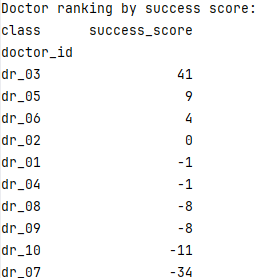 Doctor ranking by success score:
class      success_score
doctor_id
dr_03                 41
dr_05                  9
dr_06                  4
dr_02                  0
dr_01                 -1
dr_04                 -1
dr_08                 -8
dr_09                 -8
dr_10                -11
dr_07                -34